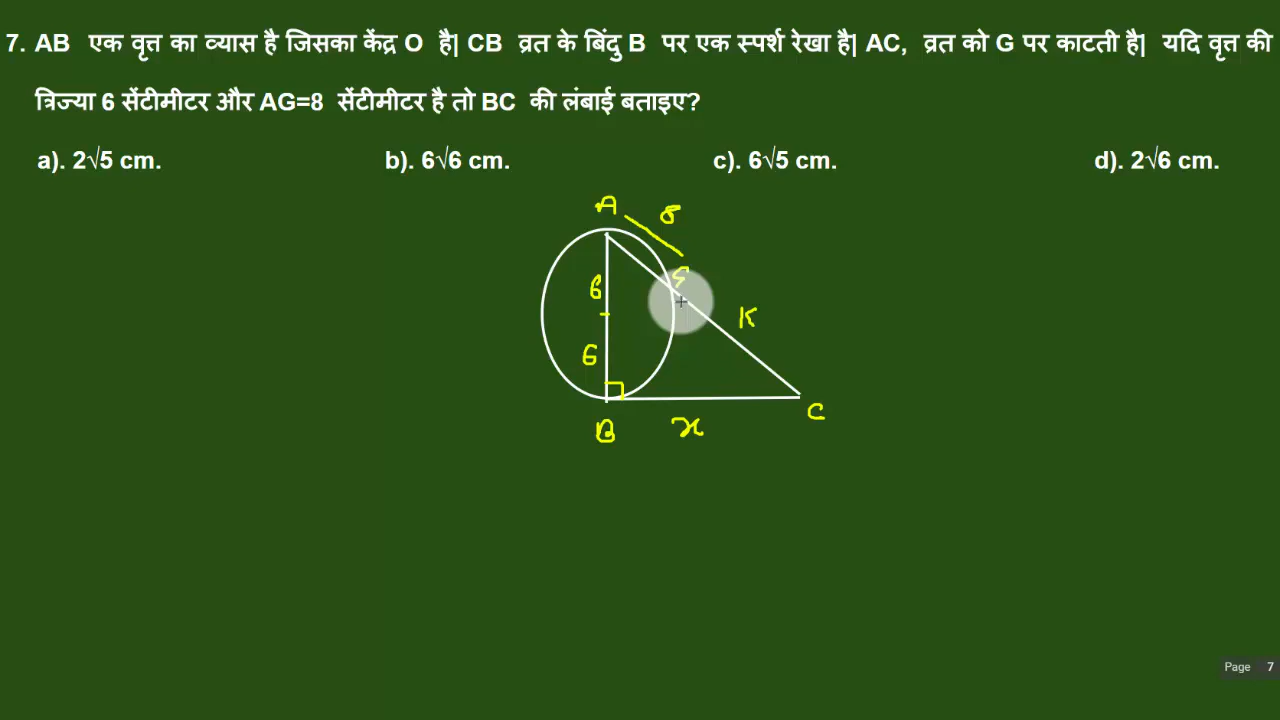 7. AB एक वृत्त का व्यास है जिसका केंद्र O है| CB व्रत के बिंदु B पर एक स्पर्श रेखा है| AC, व्रत को G पर काटती है| यदि वृत्त की
त्रिज्या 6 सेंटीमीटर और AG=8 सेंटीमीटर है तो BC की लंबाई बताइए?
a). 2√5 cm. b). 6√6 cm. c). 6√5 cm. d). 2√6 cm.
A 8
6
K
6
B x C
Page 7